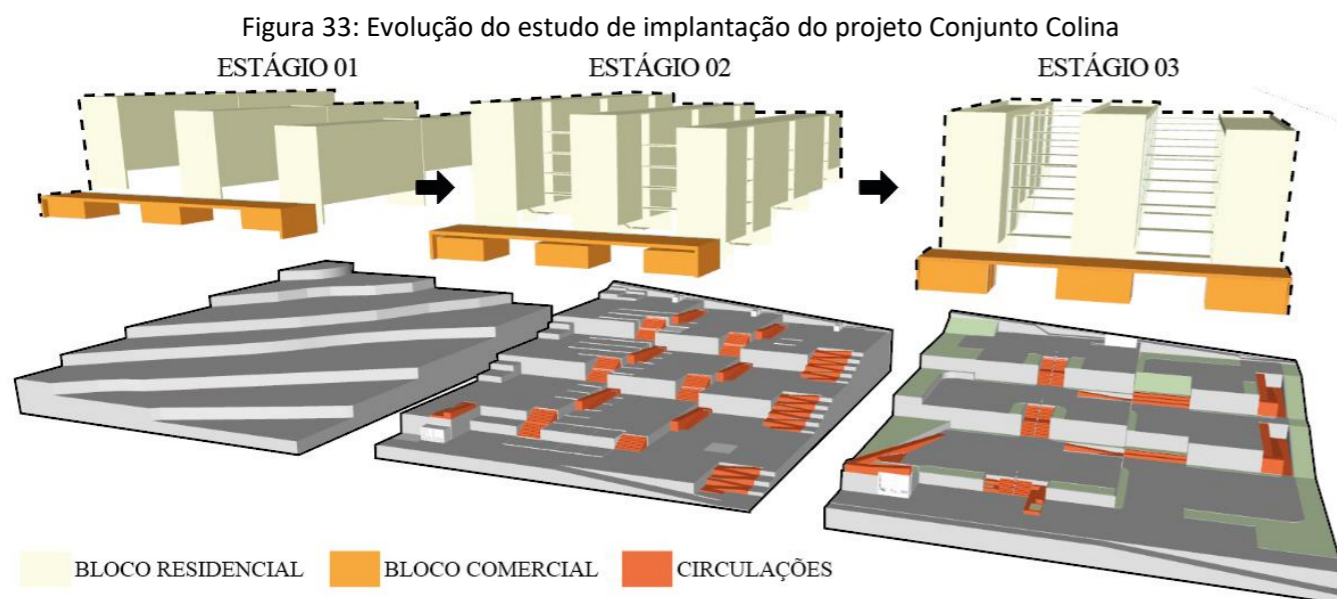 Figura 33: Evolução do estudo de implantação do projeto Conjunto Colina
ESTÁGIO 01
ESTÁGIO 02
ESTÁGIO 03
BLOCO RESIDENCIAL
BLOCO COMERCIAL
CIRCULAÇÕES